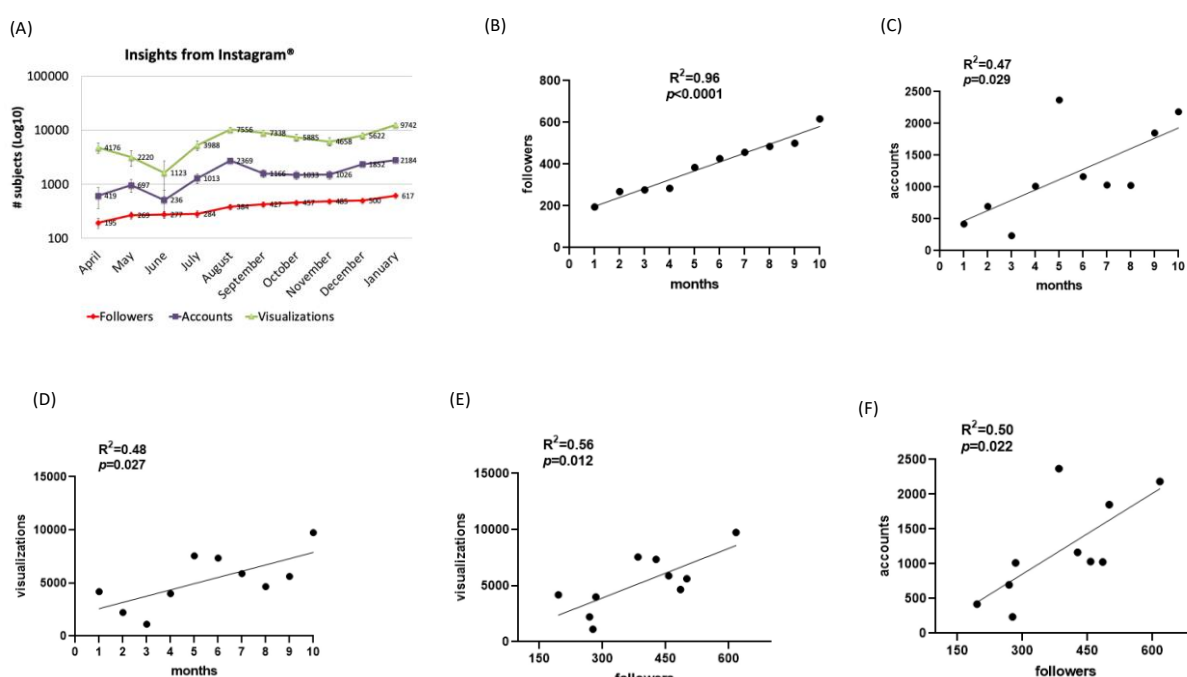 (A)
Insights from Instagram®
# subjects (Log10)
100000
10000
1000
100
4176
2220
1123
3988
7556
7338
5885
4658
5622
9742
419
697
236
1013
2369
1166
1033
1026
1852
2184
195
269
277
284
384
427
457
485
500
617
April
May
June
July
August
September
October
November
December
January
Followers Accounts Visualizations
(B)
R²=0.96
p<0.0001
followers
800
600
400
200
0
0 1 2 3 4 5 6 7 8 9 10
months
(C)
R²=0.47
p=0.029
accounts
2500
2000
1500
1000
500
0
0 1 2 3 4 5 6 7 8 9 10
months
(D)
R²=0.48
p=0.027
visualizations
15000
10000
5000
0
0 1 2 3 4 5 6 7 8 9 10
months
(E)
R²=0.56
p=0.012
visualizations
15000
10000
5000
0
150 300 450 600
followers
(F)
R²=0.50
p=0.022
accounts
2500
2000
1500
1000
500
0
150 300 450 600
followers